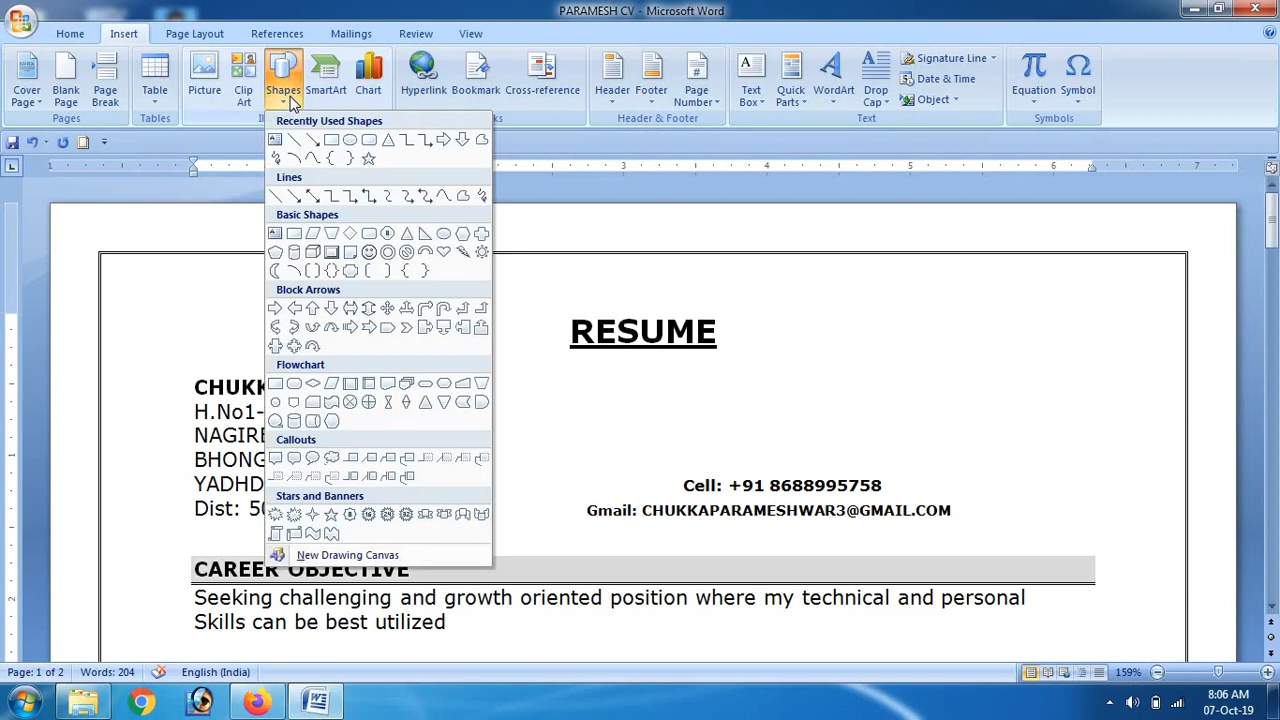 PARAMESH CV - Microsoft Word
Home Insert Page Layout References Mailings Review View
Cover Page Blank Page Page Break Table Picture Clip Art Shapes SmartArt Chart Hyperlink Bookmark Cross-reference Header Footer Page Number Text Box Quick Parts WordArt Drop Cap Signature Line Equation Symbol
Date & Time
Object
Pages Tables Header & Footer Text Symbols
Recently Used Shapes
Lines
Basic Shapes
Block Arrows
Flowchart
Callouts
Stars and Banners
New Drawing Canvas
1 3 4 5 6 7
RESUME
CHUKK
H.No1-
NAGIRE
BHONG
YADHD
Dist: 50
Cell: +91 8688995758
Gmail: CHUKKAPARAMESHWAR3@GMAIL.COM
CAREER OBJECTIVE
Seeking challenging and growth oriented position where my technical and personal
Skills can be best utilized
Page: 1 of 2 Words: 204 English (India) 159%
8:06 AM
07-Oct-19